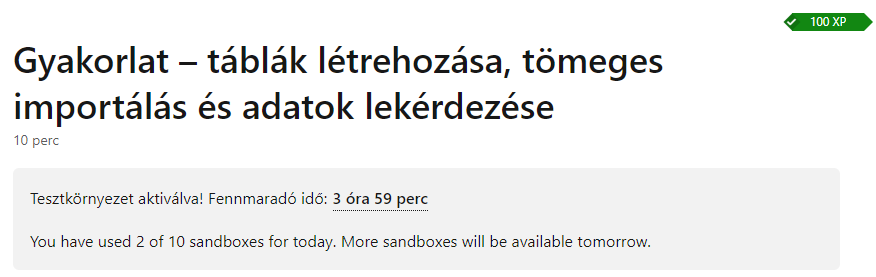 100 XP
Gyakorlat – táblák létrehozása, tömeges
importálás és adatok lekérdezése
10 perc
Tesztkörnyezet aktiválva! Fennmaradó idő: 3 óra 59 perc
You have used 2 of 10 sandboxes for today. More sandboxes will be available tomorrow.